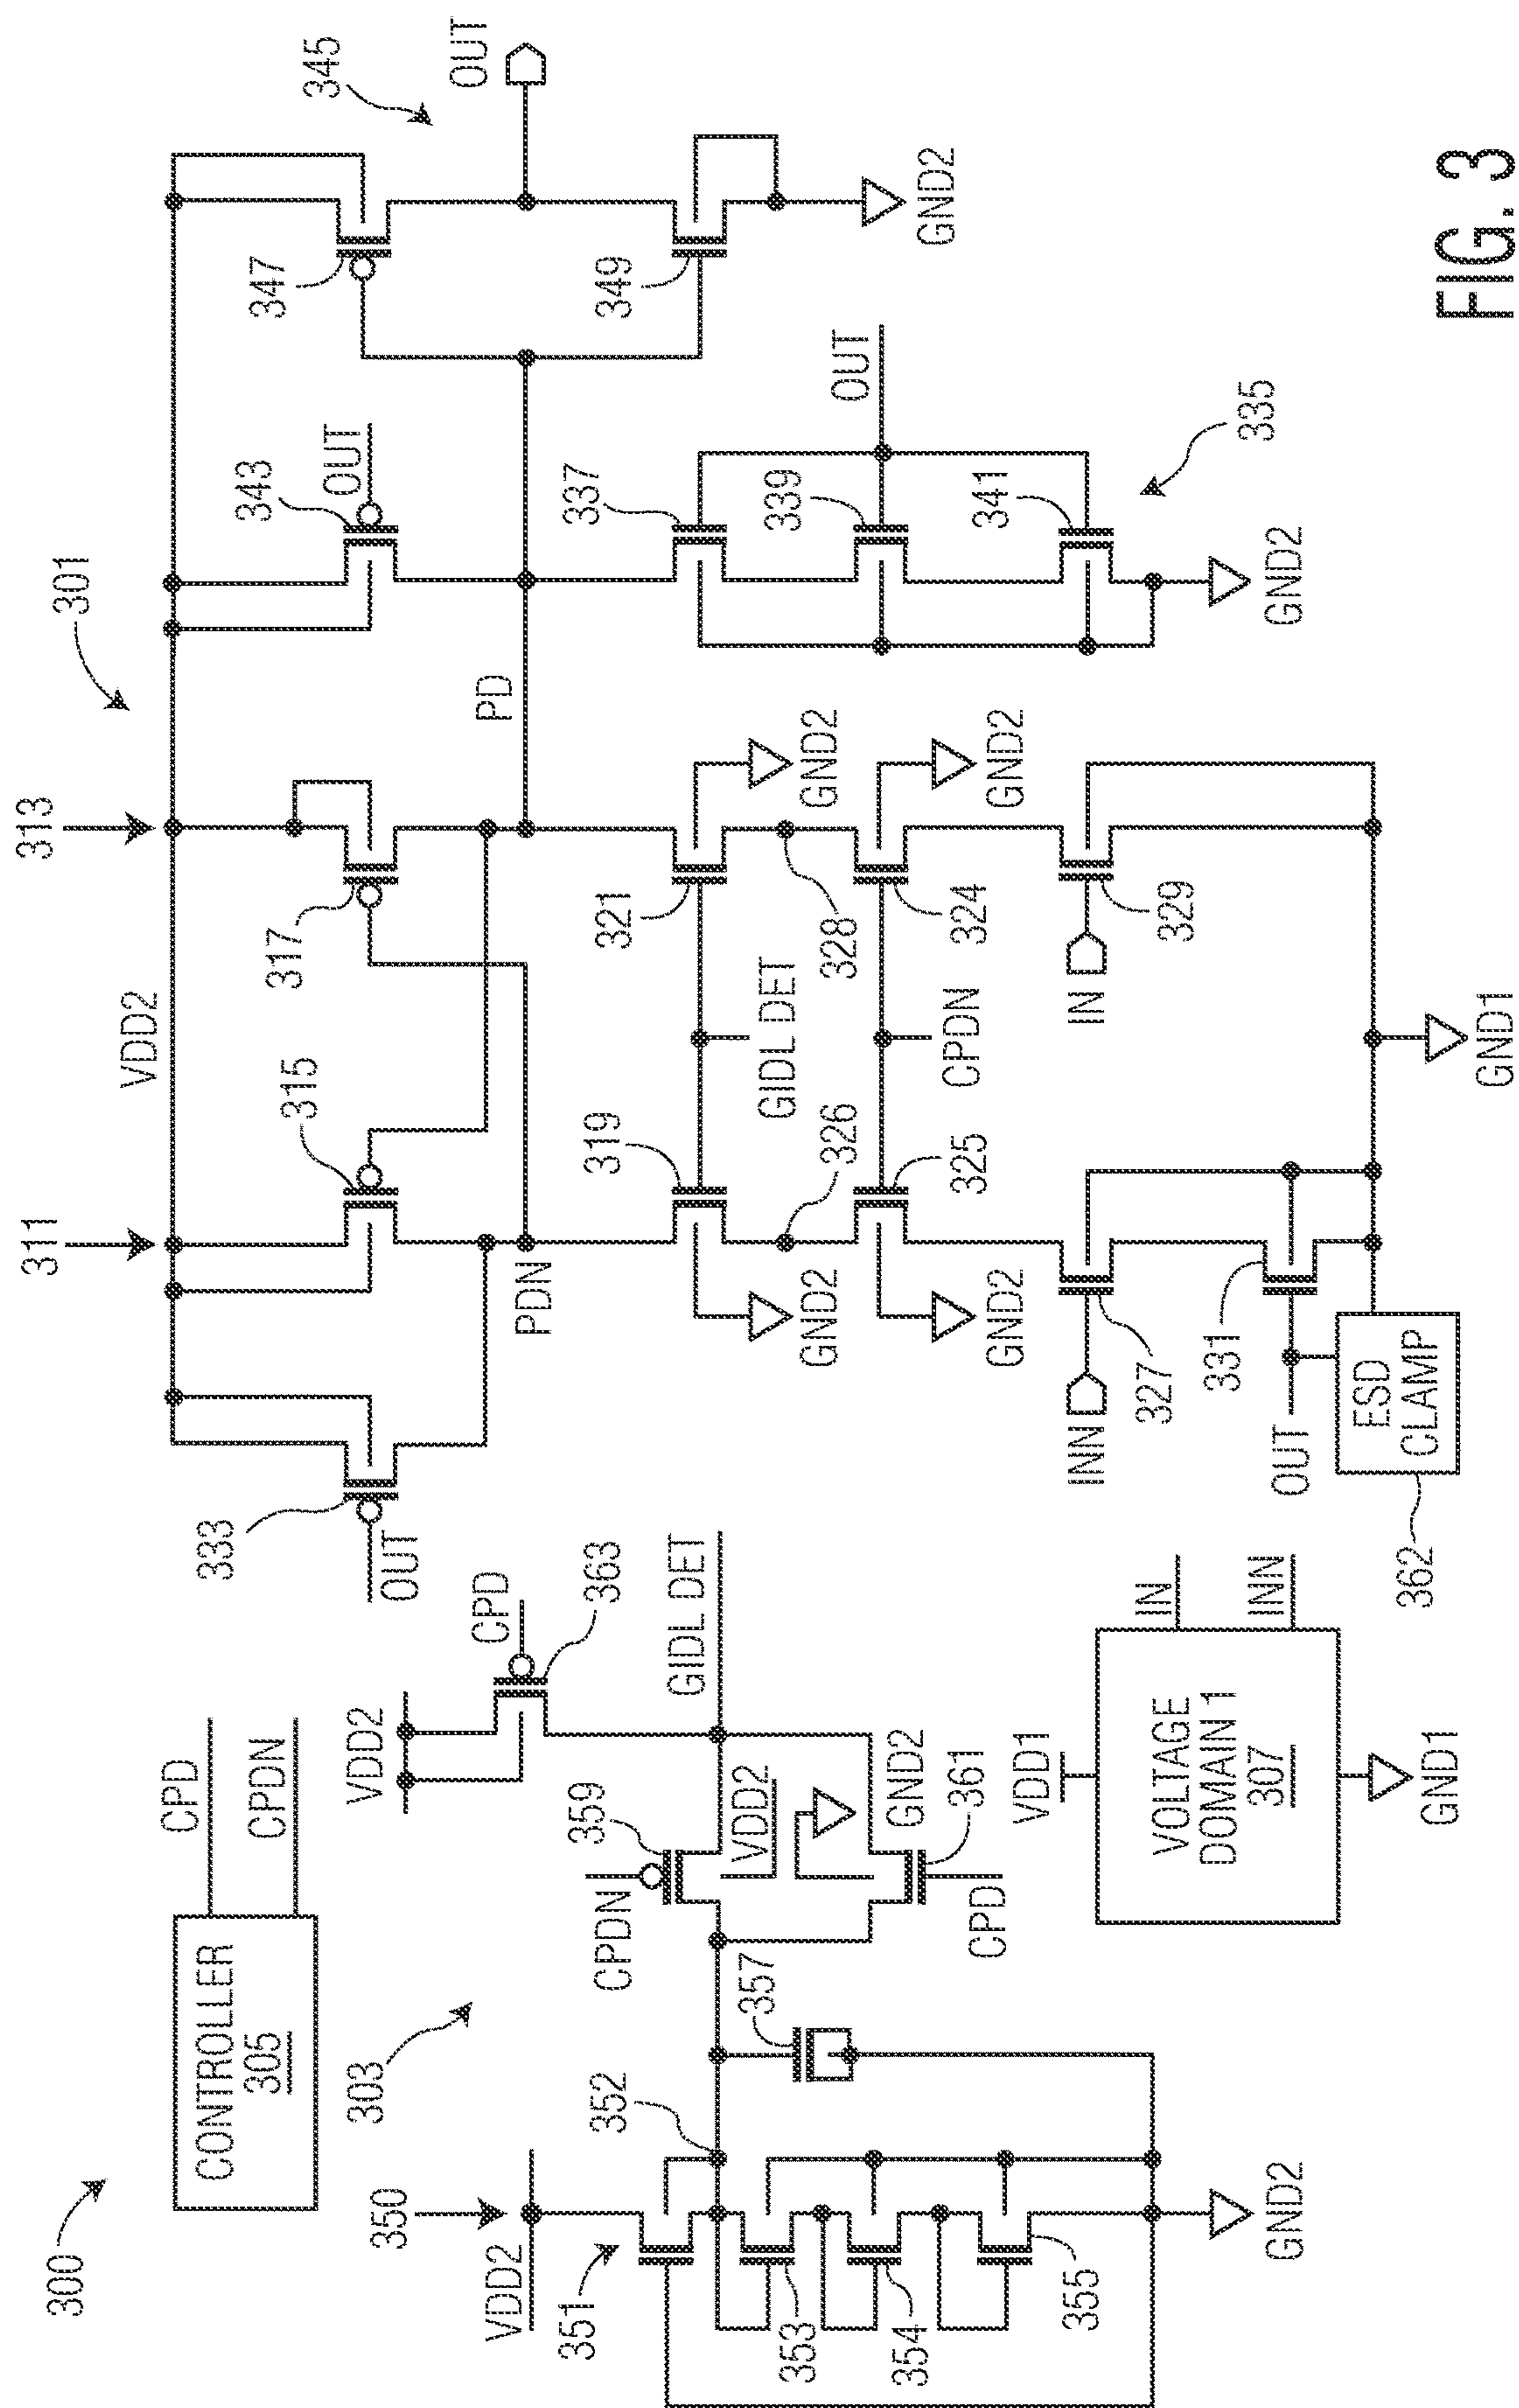 300
CONTROLLER
305
CPD
CPDN
303
350
VDD2
351
352
353
354
355
GND2
357
CPDN
359
VDD2
GND2
361
CPD
VDD2
CPD
363
GIDL DET
VDD1
VOLTAGE
DOMAIN 1
307
IN
INN
GND1
301
311
313
VDD2
333
OUT
315
317
PDN
PD
319
321
GIDL DET
GND2
GND2
326
328
325
324
CPDN
GND2
GND2
INN
327
IN
329
OUT
331
ESD
CLAMP
362
GND1
343
OUT
337
339
341
OUT
335
GND2
345
347
349
OUT
GND2
FIG. 3